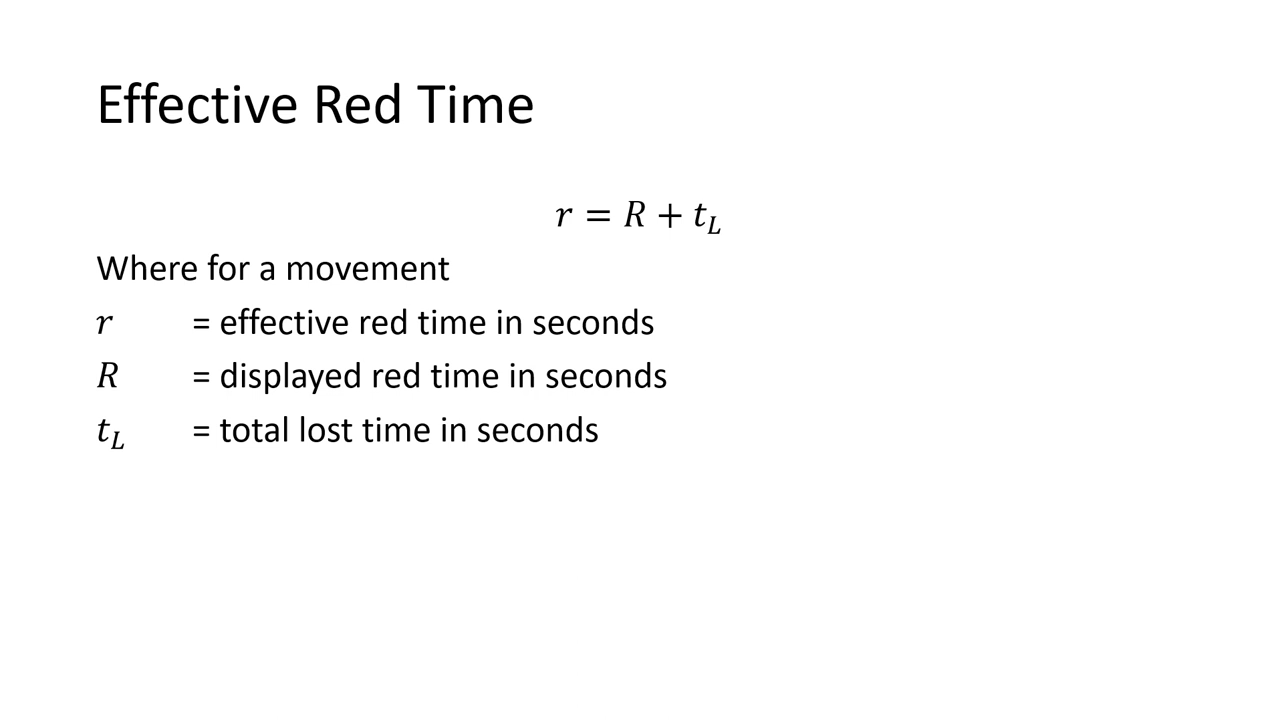 Effective Red Time
r = R + t_L
Where for a movement
r = effective red time in seconds
R = displayed red time in seconds
t_L = total lost time in seconds